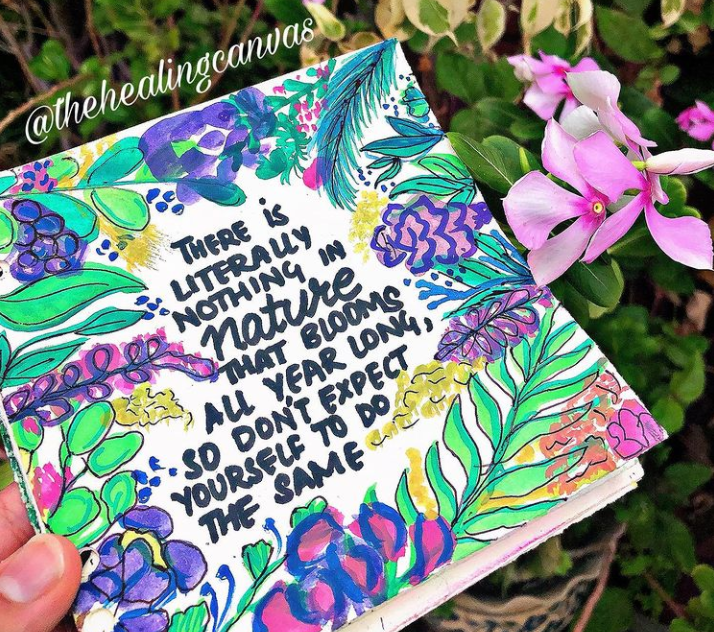 @thehealingcanvas
THERE IS
LITERALLY
NOTHING IN
nature
THAT BLOOMS
ALL YEAR LONG,
SO DON'T EXPECT
YOURSELF TO DO
THE SAME